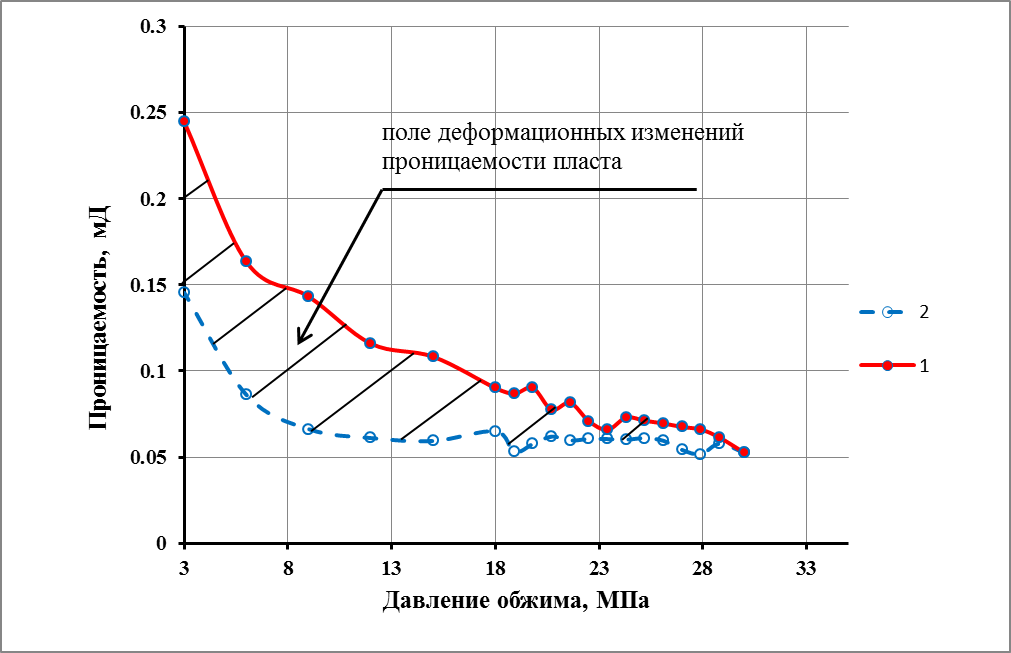 0.3
0.25
поле деформационных изменений
проницаемости пласта
0.2
0.15
0.1
0.05
0
Проницаемость, мД
3 8 13 18 23 28 33
Давление обжима, МПа
2
1